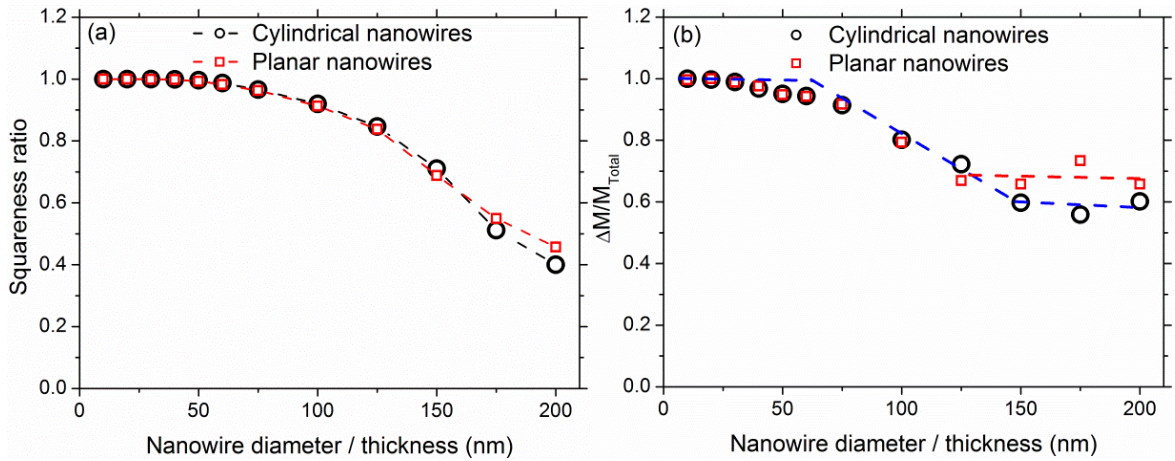 (a)
Cylindrical nanowires
Planar nanowires
Squareness ratio
1.2
1.0
0.8
0.6
0.4
0.2
0.0
0
50
100
150
200
Nanowire diameter / thickness (nm)
(b)
Cylindrical nanowires
Planar nanowires
ΔM/M_Total
1.2
1.0
0.8
0.6
0.4
0.2
0.0
0
50
100
150
200
Nanowire diameter / thickness (nm)